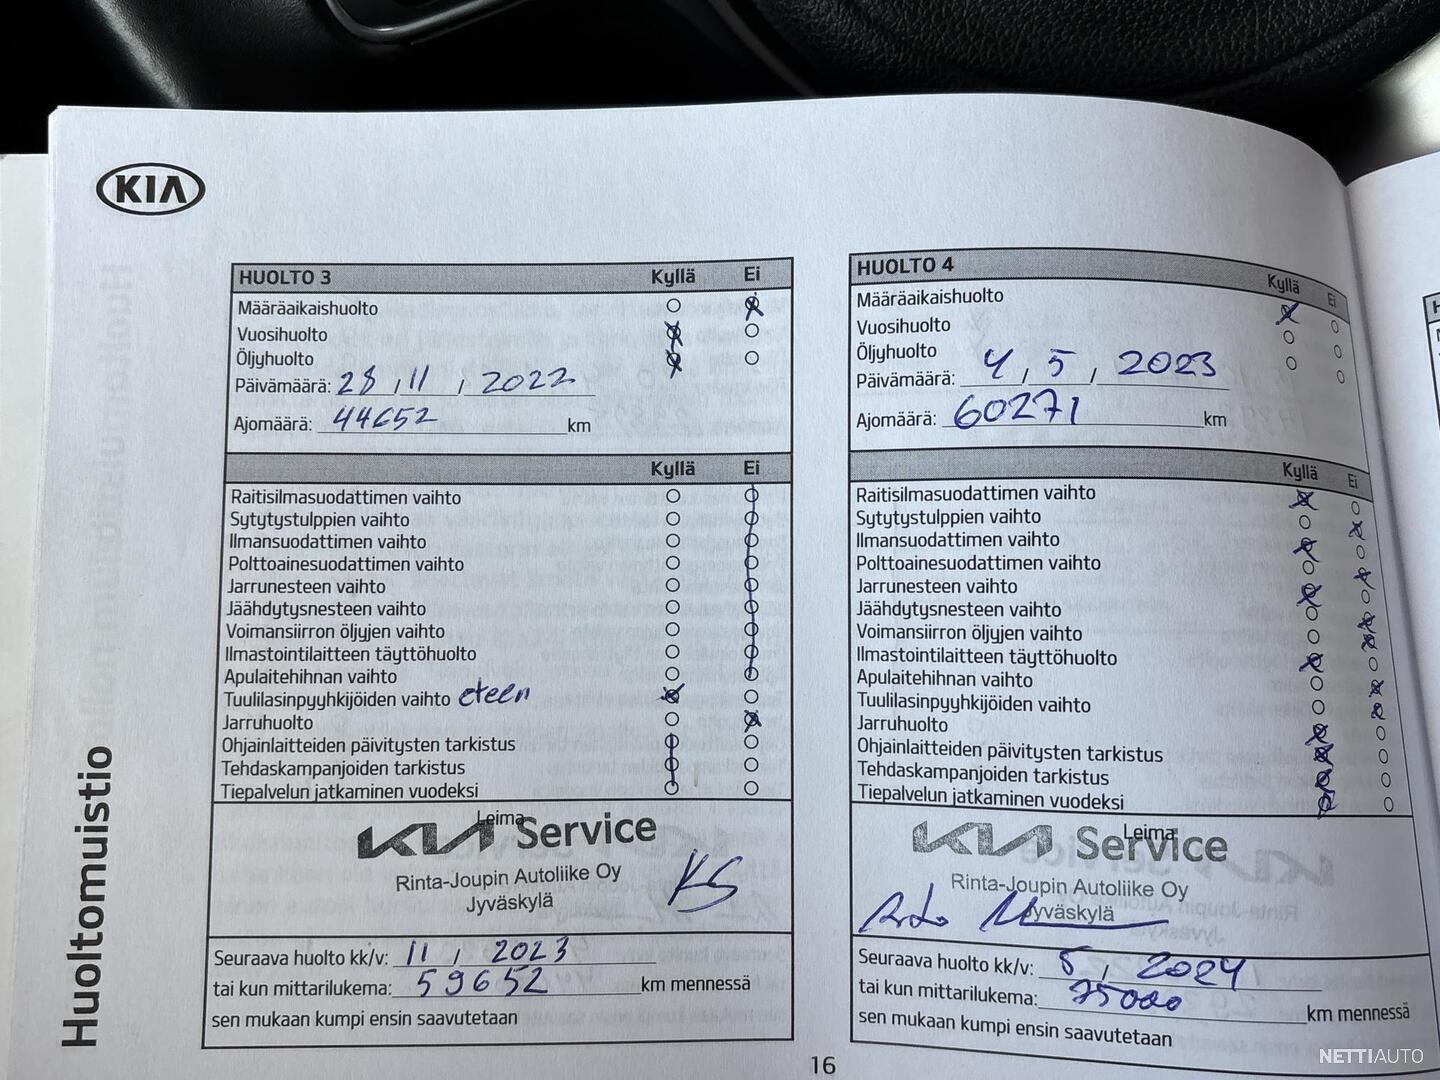 KIA
HUOLTO 3 Kyllä Ei
Määräaikaishuolto
Vuosihuolto
Öljyhuolto
Päivämäärä: 28, 11, 2022
Ajomäärä: 44652 km
Kyllä Ei
Raitisilmasuodattimen vaihto
Sytytystulppien vaihto
Ilmansuodattimen vaihto
Polttoainesuodattimen vaihto
Jarrunesteen vaihto
Jäähdytysnesteen vaihto
Voimansiirron öljyjen vaihto
Ilmastointilaitteen täyttöhuolto
Apulaitehihnan vaihto
Tuulilasinpyyhkijöiden vaihto eteen
Jarruhuolto
Ohjainlaitteiden päivitysten tarkistus
Tehdaskampanjoiden tarkistus
Tiepalvelun jatkaminen vuodeksi
Leima
KIA Service
Rinta-Joupin Autoliike Oy
Jyväskylä
KS
Seuraava huolto kk/v: 11, 2023
tai kun mittarilukema: 59652 km mennessä
sen mukaan kumpi ensin saavutetaan
HUOLTO 4 Kyllä Ei
Määräaikaishuolto
Vuosihuolto
Öljyhuolto
Päivämäärä: 4, 5, 2023
Ajomäärä: 60271 km
Kyllä Ei
Raitisilmasuodattimen vaihto
Sytytystulppien vaihto
Ilmansuodattimen vaihto
Polttoainesuodattimen vaihto
Jarrunesteen vaihto
Jäähdytysnesteen vaihto
Voimansiirron öljyjen vaihto
Ilmastointilaitteen täyttöhuolto
Apulaitehihnan vaihto
Tuulilasinpyyhkijöiden vaihto
Jarruhuolto
Ohjainlaitteiden päivitysten tarkistus
Tehdaskampanjoiden tarkistus
Tiepalvelun jatkaminen vuodeksi
Leima
KIA Service
Rinta-Joupin Autoliike Oy
Jyväskylä
Seuraava huolto kk/v: 5, 2024
tai kun mittarilukema: 75000 km mennessä
sen mukaan kumpi ensin saavutetaan
Huoltomuistio
16
NETTIAUTO